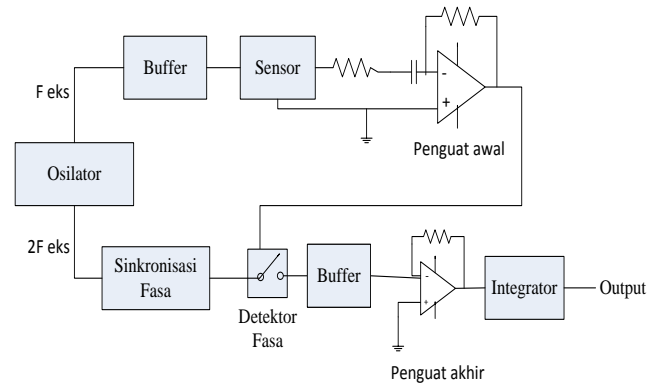 Buffer
Sensor
-
+
F eks
Penguat awal
Osilator
2F eks
Sinkronisasi
Fasa
Buffer
-
+
Integrator
Output
Detektor
Fasa
Penguat akhir